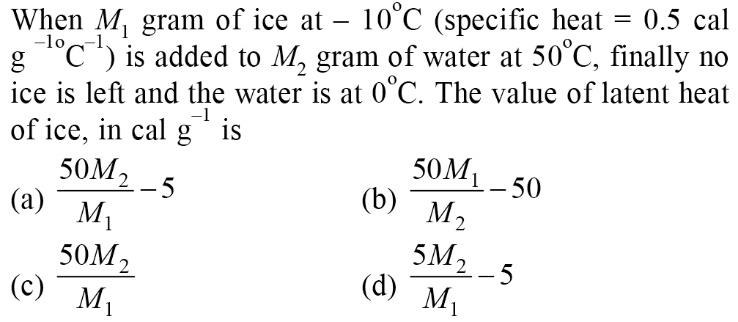 When M₁ gram of ice at – 10°C (specific heat = 0.5 cal
g⁻¹°C⁻¹) is added to M₂ gram of water at 50°C, finally no
ice is left and the water is at 0°C. The value of latent heat
of ice, in cal g⁻¹ is
(a) 50M₂/M₁ – 5 (b) 50M₁/M₂ – 50
(c) 50M₂/M₁ (d) 5M₂/M₁ – 5